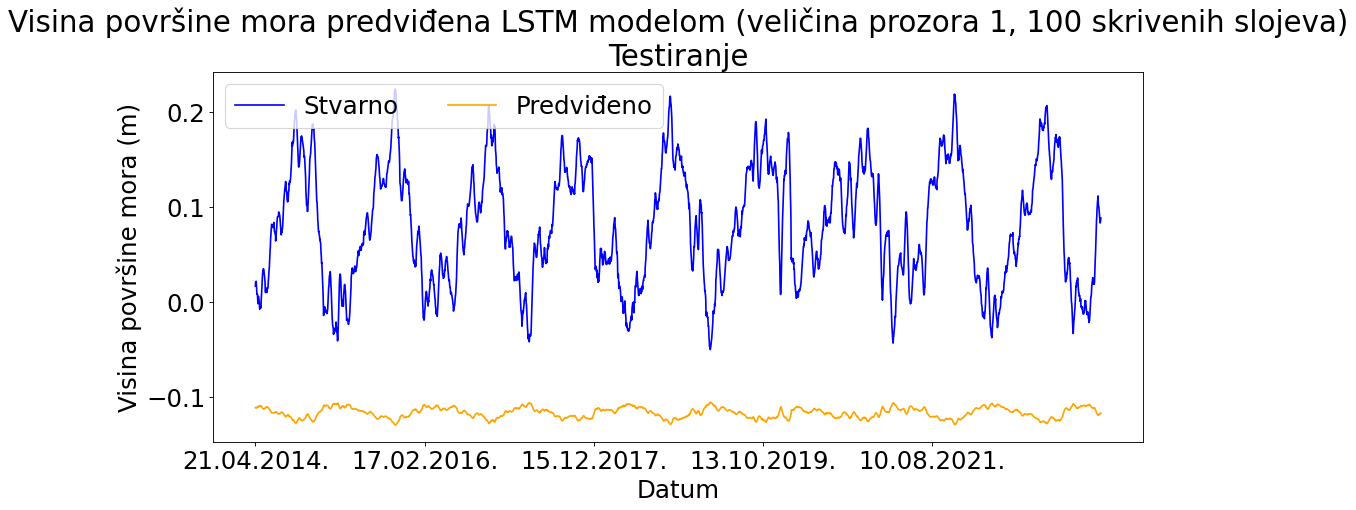 Visina površine mora predviđena LSTM modelom (veličina prozora 1, 100 skrivenih slojeva)
Testiranje
Stvarno
Predviđeno
Visina površine mora (m)
0.2
0.1
0.0
−0.1
21.04.2014.
17.02.2016.
15.12.2017.
13.10.2019.
10.08.2021.
Datum